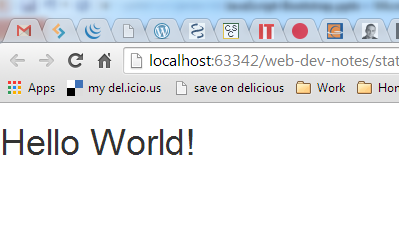 localhost:63342/web-dev-notes/stat
Apps my del.icio.us save on delicious Work Hor
Hello World!